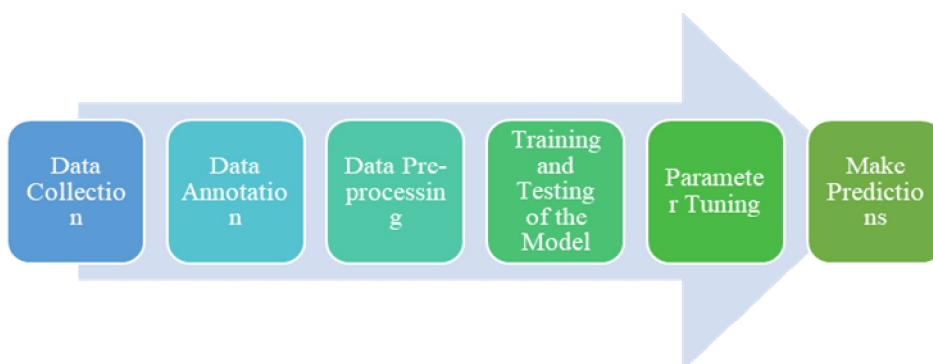 Data
Collectio
n
Data
Annotatio
n
Data Pre-
processin
g
Training
and
Testing
of the
Model
Paramete
r Tuning
Make
Predictio
ns